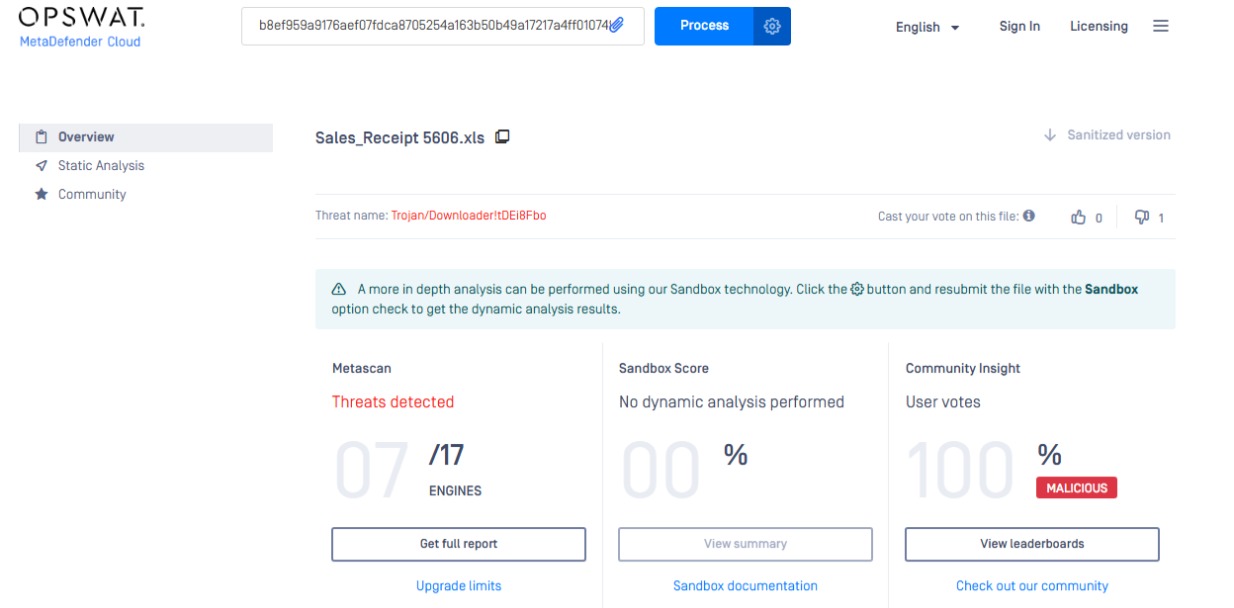 OPSWAT.
MetaDefender Cloud
b8ef959a9176aef07fdca8705254a163b50b49a17217a4ff01074
Process
English
Sign In
Licensing
Overview
Static Analysis
Community
Sales_Receipt 5606.xls
Sanitized version
Threat name: Trojan/Downloader!tDEi8Fbo
Cast your vote on this file:
0
1
A more in depth analysis can be performed using our Sandbox technology. Click the button and resubmit the file with the Sandbox
option check to get the dynamic analysis results.
Metascan
Threats detected
07 /17
ENGINES
Get full report
Upgrade limits
Sandbox Score
No dynamic analysis performed
00 %
View summary
Sandbox documentation
Community Insight
User votes
100 %
MALICIOUS
View leaderboards
Check out our community